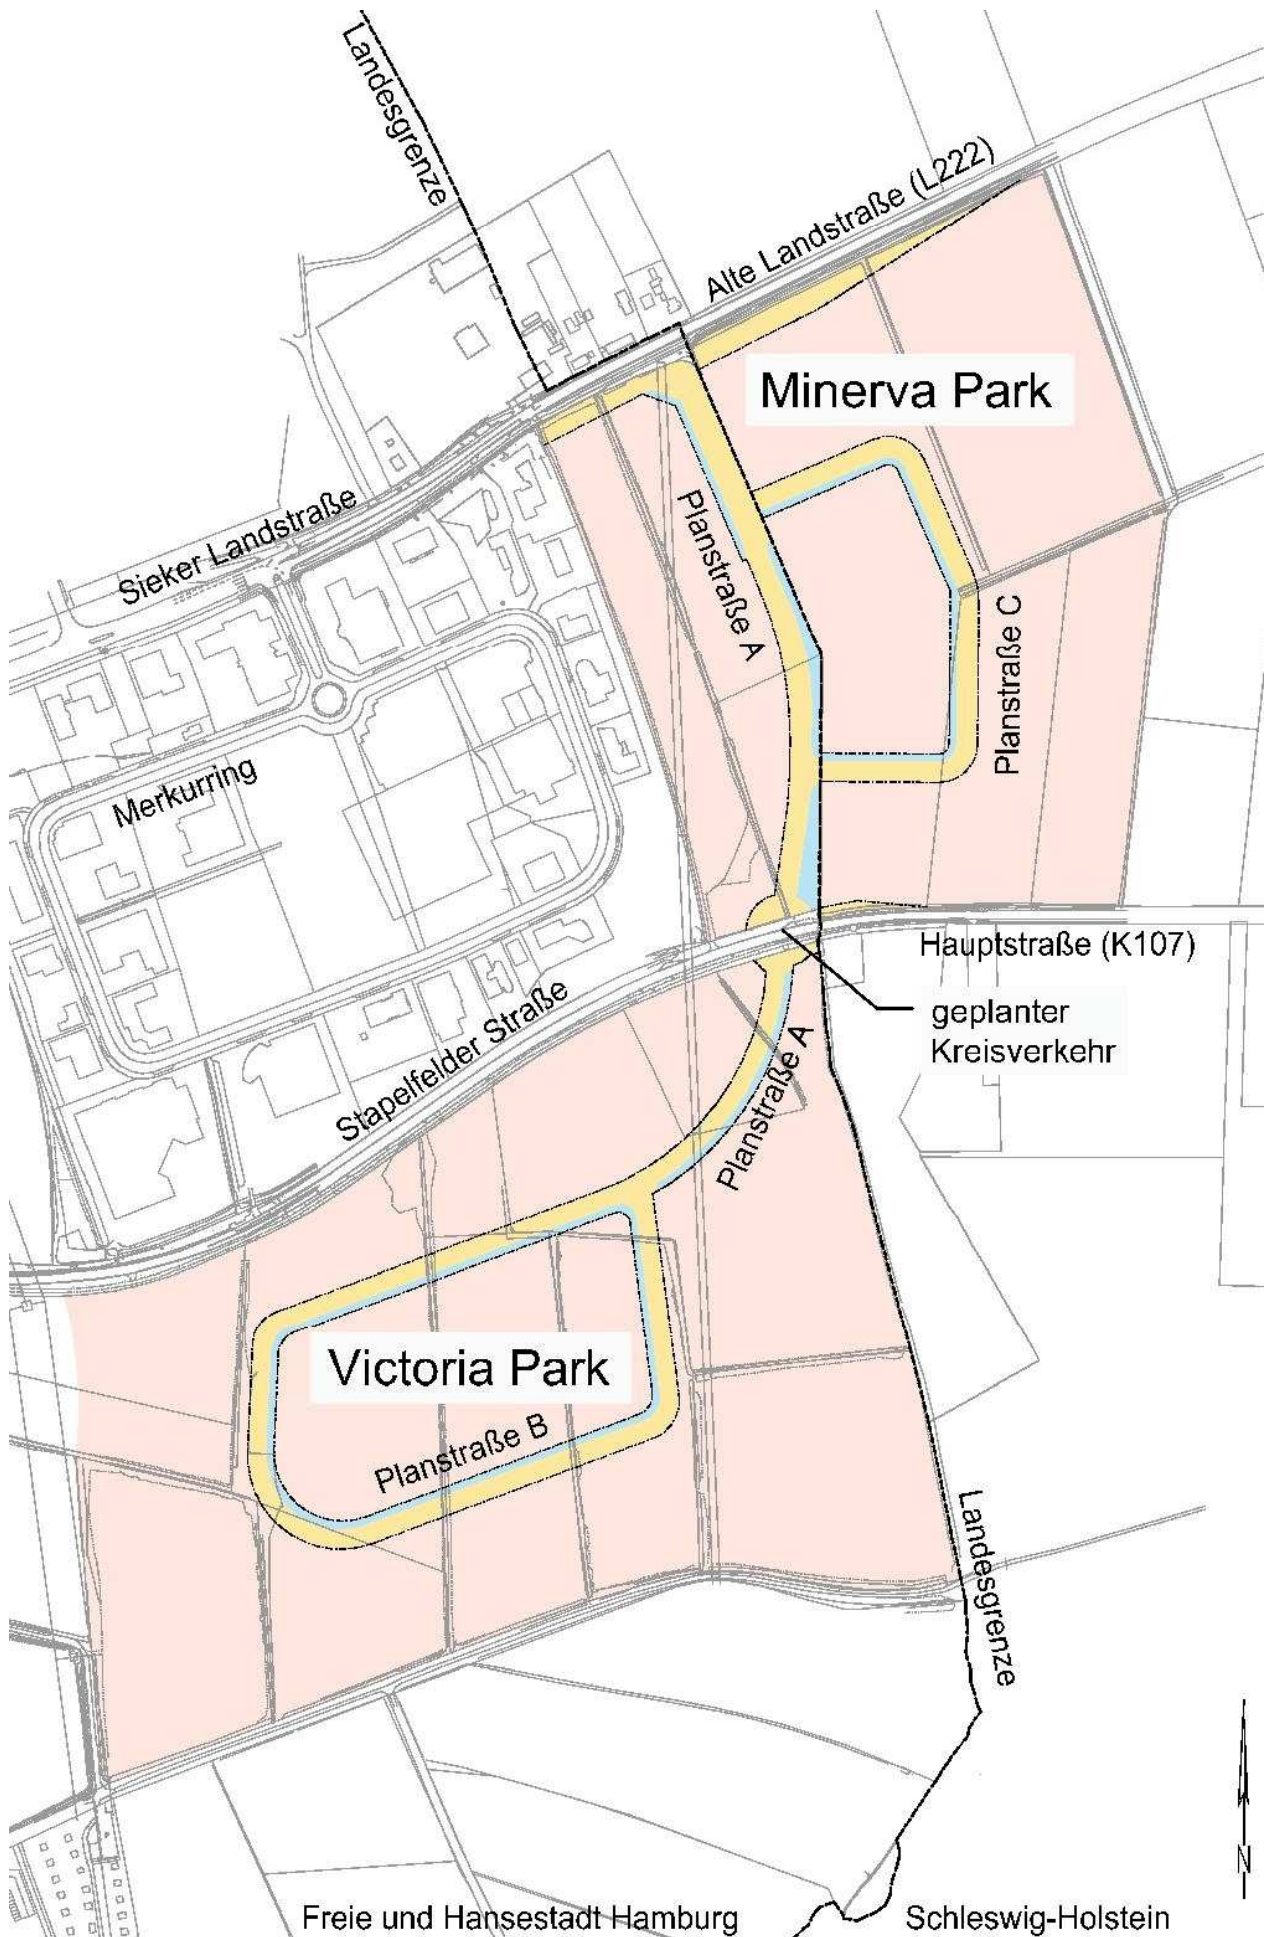 Landesgrenze
Alte Landstraße (L222)
Minerva Park
Sieker Landstraße
Planstraße A
Planstraße C
Merkurring
Hauptstraße (K107)
geplanter
Kreisverkehr
Stapelfelder Straße
Planstraße A
Victoria Park
Planstraße B
Landesgrenze
N
Freie und Hansestadt Hamburg
Schleswig-Holstein